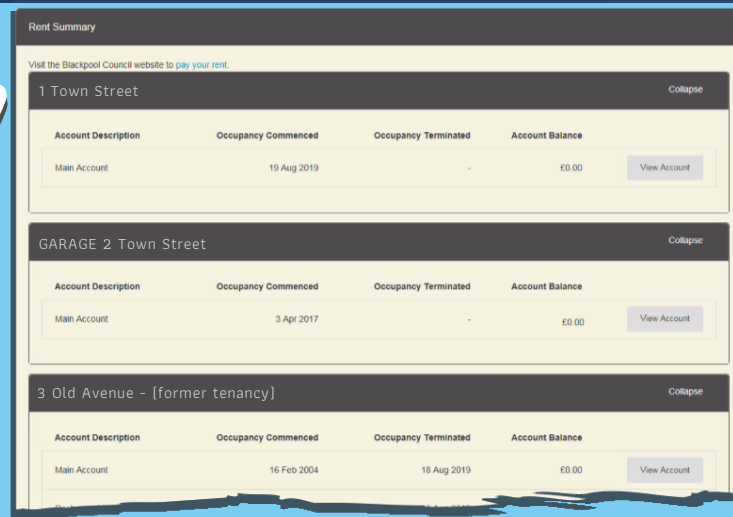 Rent Summary
Visit the Blackpool Council website to pay your rent.
1 Town Street Collapse
Account Description Occupancy Commenced Occupancy Terminated Account Balance
Main Account 19 Aug 2019 - £0.00 View Account
GARAGE 2 Town Street Collapse
Account Description Occupancy Commenced Occupancy Terminated Account Balance
Main Account 3 Apr 2017 - £0.00 View Account
3 Old Avenue - (former tenancy) Collapse
Account Description Occupancy Commenced Occupancy Terminated Account Balance
Main Account 16 Feb 2004 18 Aug 2019 £0.00 View Account